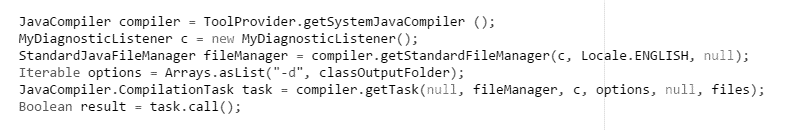 JavaCompiler compiler = ToolProvider.getSystemJavaCompiler ();
MyDiagnosticListener c = new MyDiagnosticListener();
StandardJavaFileManager fileManager = compiler.getStandardFileManager(c, Locale.ENGLISH, null);
Iterable options = Arrays.asList("-d", classOutputFolder);
JavaCompiler.CompilationTask task = compiler.getTask(null, fileManager, c, options, null, files);
Boolean result = task.call();